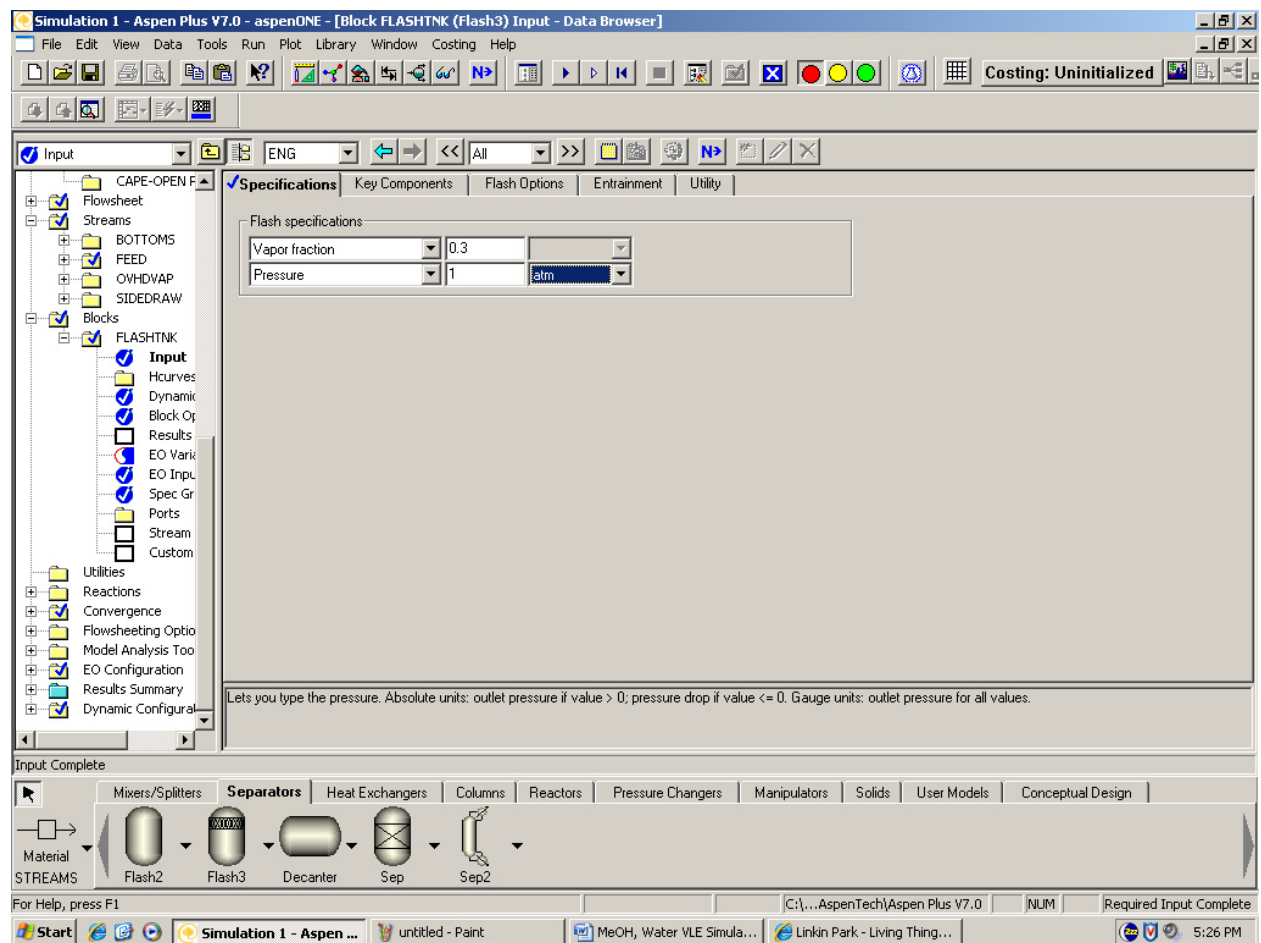 Simulation 1 - Aspen Plus V7.0 - aspenONE - [Block FLASHTNK (Flash3) Input - Data Browser]
File Edit View Data Tools Run Plot Library Window Costing Help
N> Costing: Uninitialized
Input ENG << All >> N>
CAPE-OPEN
Flowsheet
Streams
BOTTOMS
FEED
OVHDVAP
SIDEDRAW
Blocks
FLASHTNK
Input
Hcurves
Dynamic
Block Op
Results
EO Varia
EO Inpu
Spec Gr
Ports
Stream
Custom
Utilities
Reactions
Convergence
Flowsheeting Optio
Model Analysis Too
EO Configuration
Results Summary
Dynamic Configura
Specifications Key Components Flash Options Entrainment Utility
Flash specifications
Vapor fraction 0.3
Pressure 1 atm
Lets you type the pressure. Absolute units: outlet pressure if value > 0; pressure drop if value <= 0. Gauge units: outlet pressure for all values.
Input Complete
Mixers/Splitters Separators Heat Exchangers Columns Reactors Pressure Changers Manipulators Solids User Models Conceptual Design
Material
STREAMS Flash2 Flash3 Decanter Sep Sep2
For Help, press F1 C:\...AspenTech\Aspen Plus V7.0 NUM Required Input Complete
Start Simulation 1 - Aspen ... untitled - Paint MeOH, Water VLE Simula... Linkin Park - Living Thing... 5:26 PM